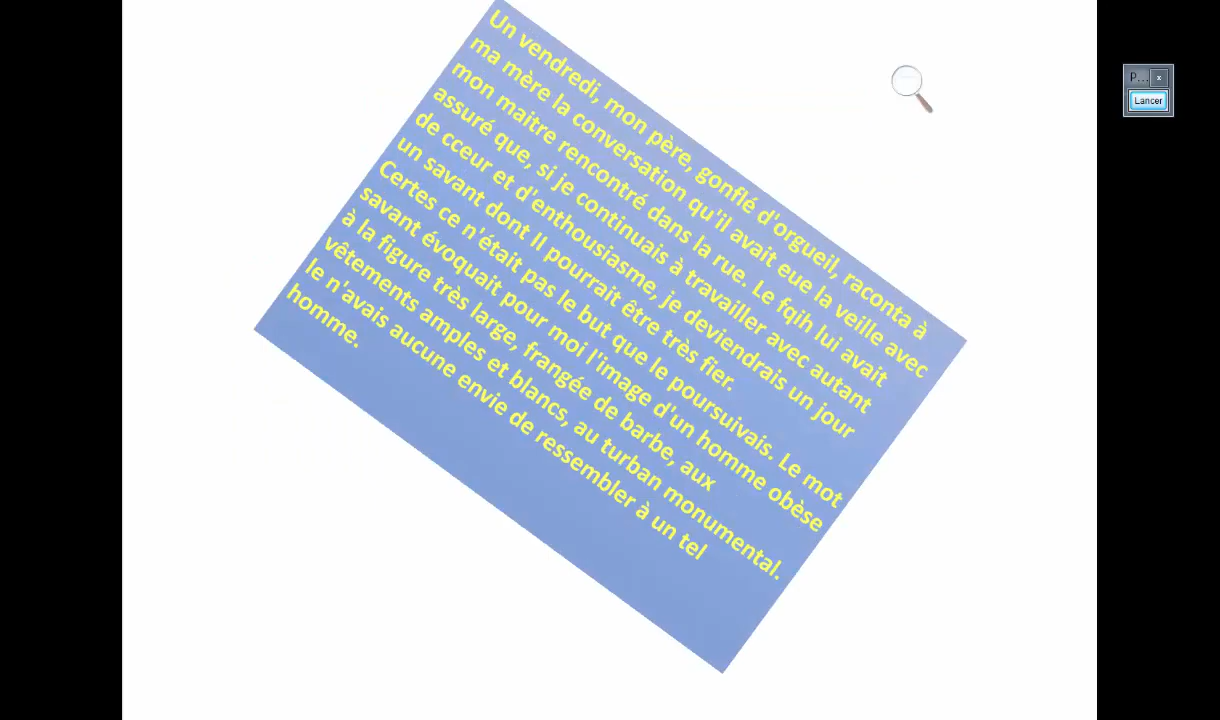 Un vendredi, mon père, gonflé d'orgueil, raconta à
ma mère la conversation qu'il avait eue la veille avec
mon maitre rencontré dans la rue. Le fqih lui avait
assuré que, si je continuais à travailler avec autant
de cceur et d'enthousiasme, je deviendrais un jour
un savant dont II pourrait être très fier.
Certes ce n'était pas le but que le poursuivais. Le mot
savant évoquait pour moi l'image d'un homme obèse
à la figure très large, frangée de barbe, aux
vêtements amples et blancs, au turban monumental.
le n'avais aucune envie de ressembler à un tel
homme.
P... x
Lancer